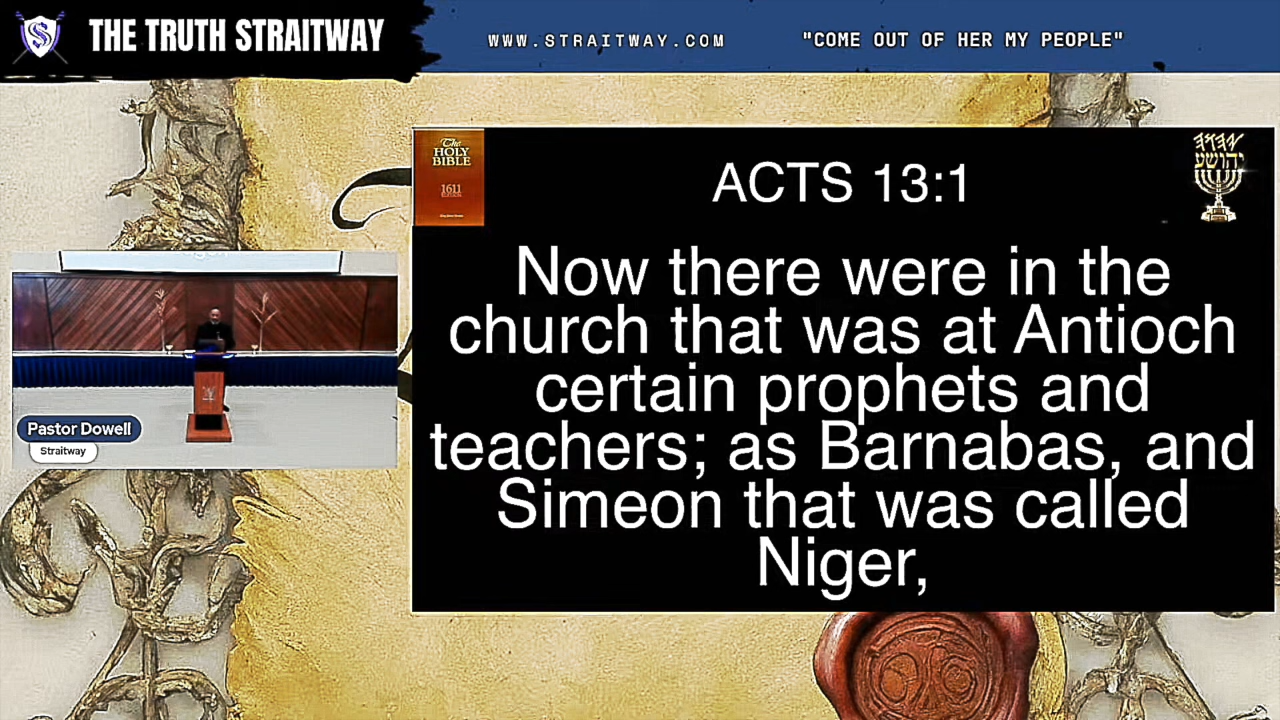 THE TRUTH STRAITWAY
WWW.STRAITWAY.COM
"COME OUT OF HER MY PEOPLE"
The
HOLY
BIBLE
1611
ACTS 13:1
יהושע
Now there were in the
church that was at Antioch
certain prophets and
teachers; as Barnabas, and
Simeon that was called
Niger,
Pastor Dowell
Straitway